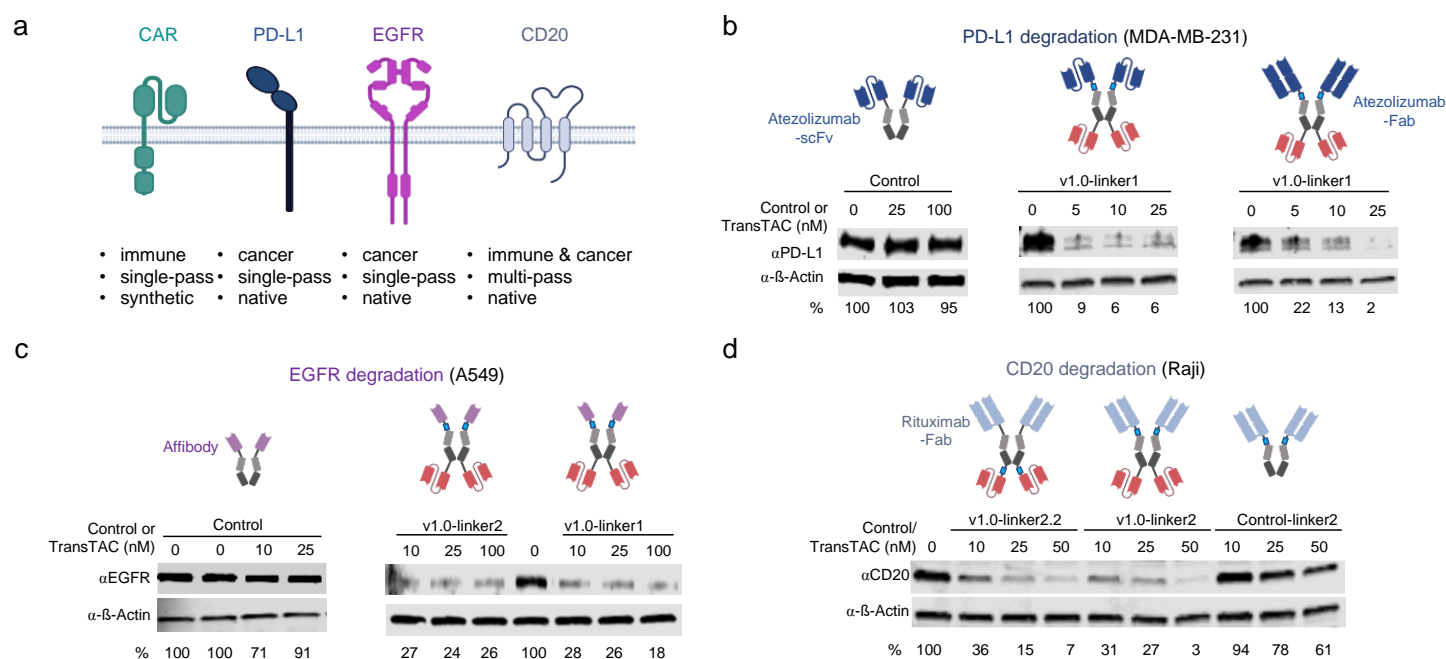 a
CAR
PD-L1
EGFR
CD20
• immune
• single-pass
• synthetic
• cancer
• single-pass
• native
• cancer
• single-pass
• native
• immune & cancer
• multi-pass
• native
b
PD-L1 degradation (MDA-MB-231)
Atezolizumab
-scFv
Atezolizumab
-Fab
Control
v1.0-linker1
v1.0-linker1
Control or
TransTAC (nM)
0 25 100
0 5 10 25
0 5 10 25
αPD-L1
α-ß-Actin
% 100 103 95 100 9 6 6 100 22 13 2
c
EGFR degradation (A549)
Affibody
Control or
TransTAC (nM)
Control
v1.0-linker2
v1.0-linker1
0 0 10 25
10 25 100 0 10 25 100
αEGFR
α-ß-Actin
% 100 100 71 91 27 24 26 100 28 26 18
d
CD20 degradation (Raji)
Rituximab
-Fab
Control/
TransTAC (nM)
v1.0-linker2.2
v1.0-linker2
Control-linker2
0 10 25 50 10 25 50 10 25 50
αCD20
α-ß-Actin
% 100 36 15 7 31 27 3 94 78 61